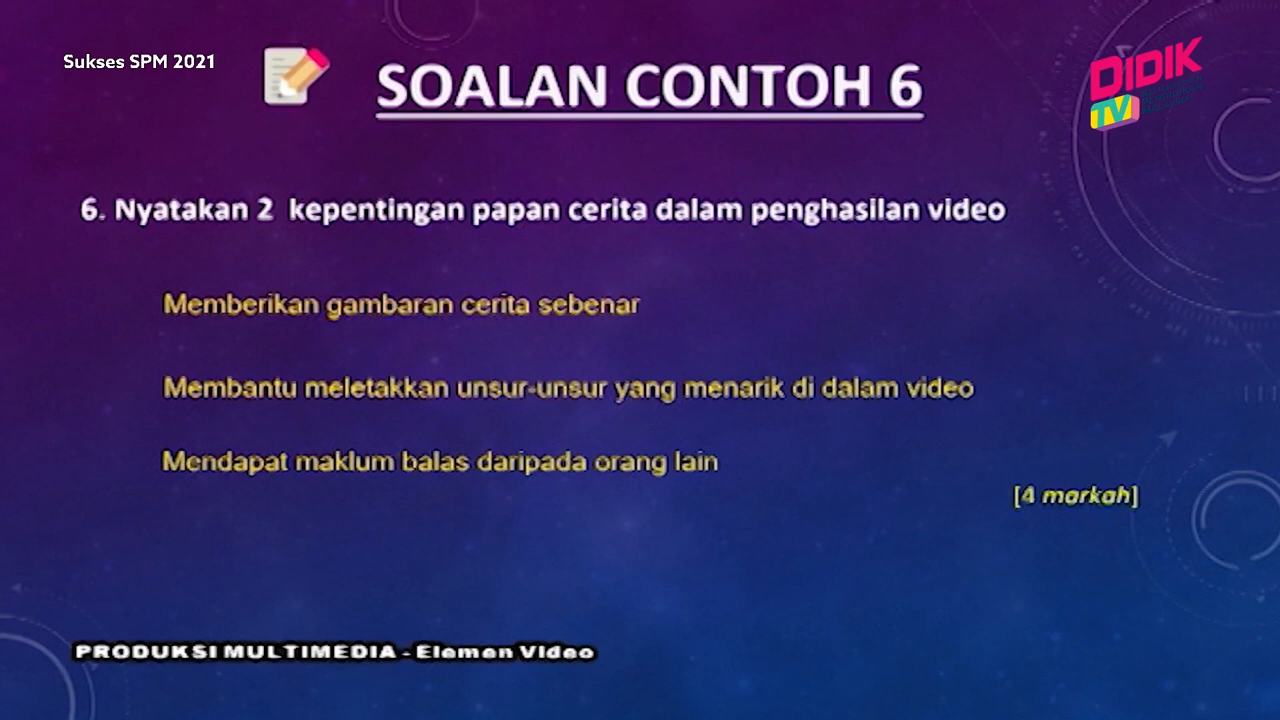 Sukses SPM 2021
SOALAN CONTOH 6
DIDIK
TV
6. Nyatakan 2 kepentingan papan cerita dalam penghasilan video
Memberikan gambaran cerita sebenar
Membantu meletakkan unsur-unsur yang menarik di dalam video
Mendapat maklum balas daripada orang lain
[4 markah]
PRODUKSI MULTIMEDIA - Elemen Video